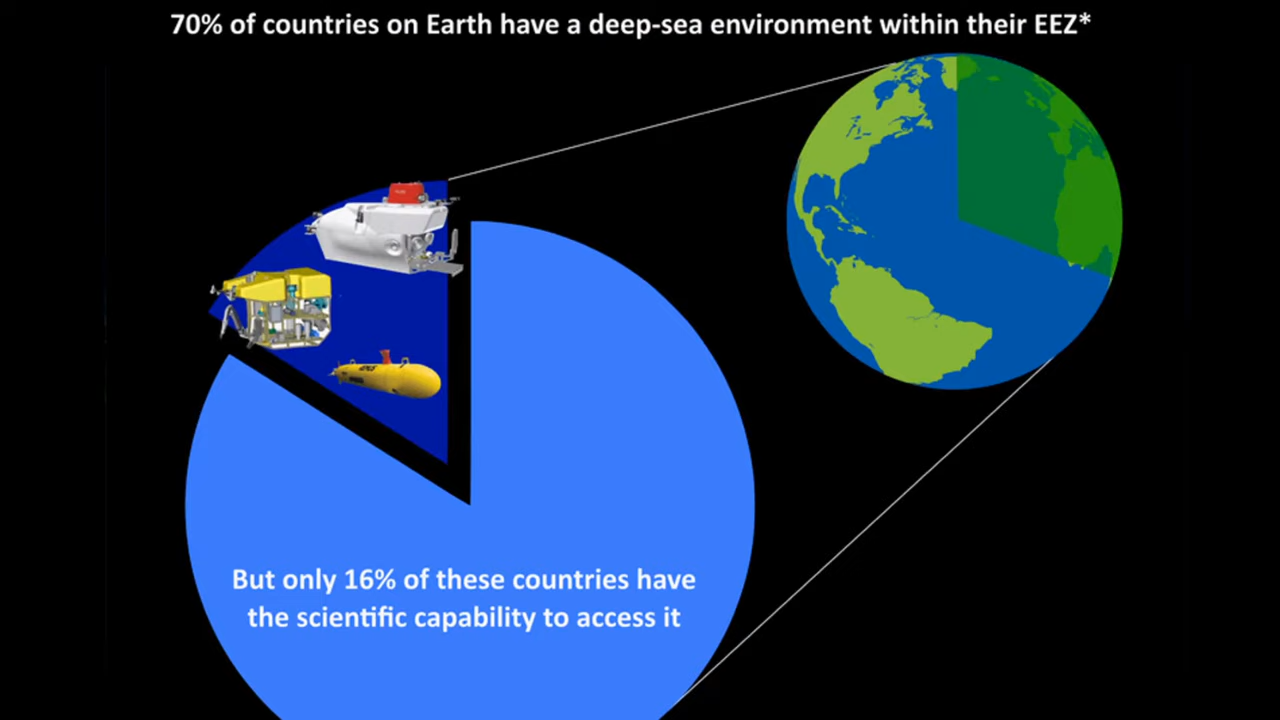 70% of countries on Earth have a deep-sea environment within their EEZ*
But only 16% of these countries have
the scientific capability to access it